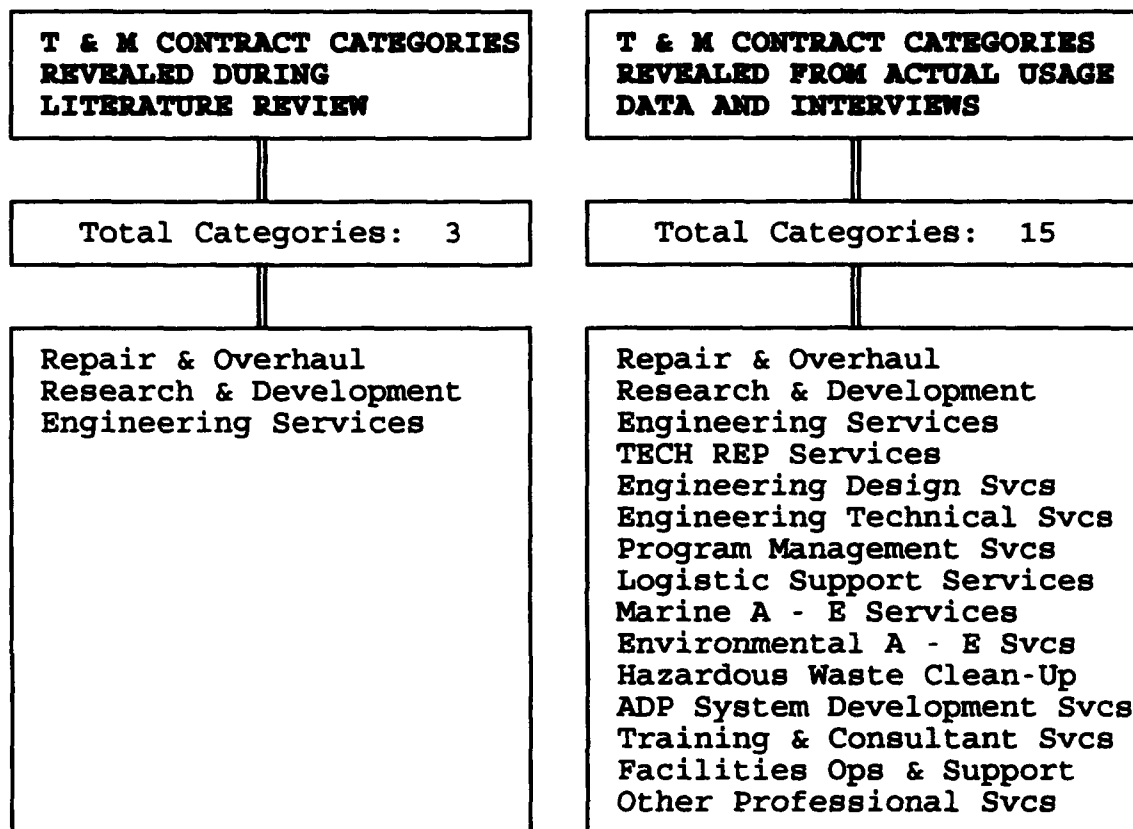 T & M CONTRACT CATEGORIES
REVEALED DURING
LITERATURE REVIEW
Total Categories: 3
Repair & Overhaul
Research & Development
Engineering Services
T & M CONTRACT CATEGORIES
REVEALED FROM ACTUAL USAGE
DATA AND INTERVIEWS
Total Categories: 15
Repair & Overhaul
Research & Development
Engineering Services
TECH REP Services
Engineering Design Svcs
Engineering Technical Svcs
Program Management Svcs
Logistic Support Services
Marine A - E Services
Environmental A - E Svcs
Hazardous Waste Clean-Up
ADP System Development Svcs
Training & Consultant Svcs
Facilities Ops & Support
Other Professional Svcs